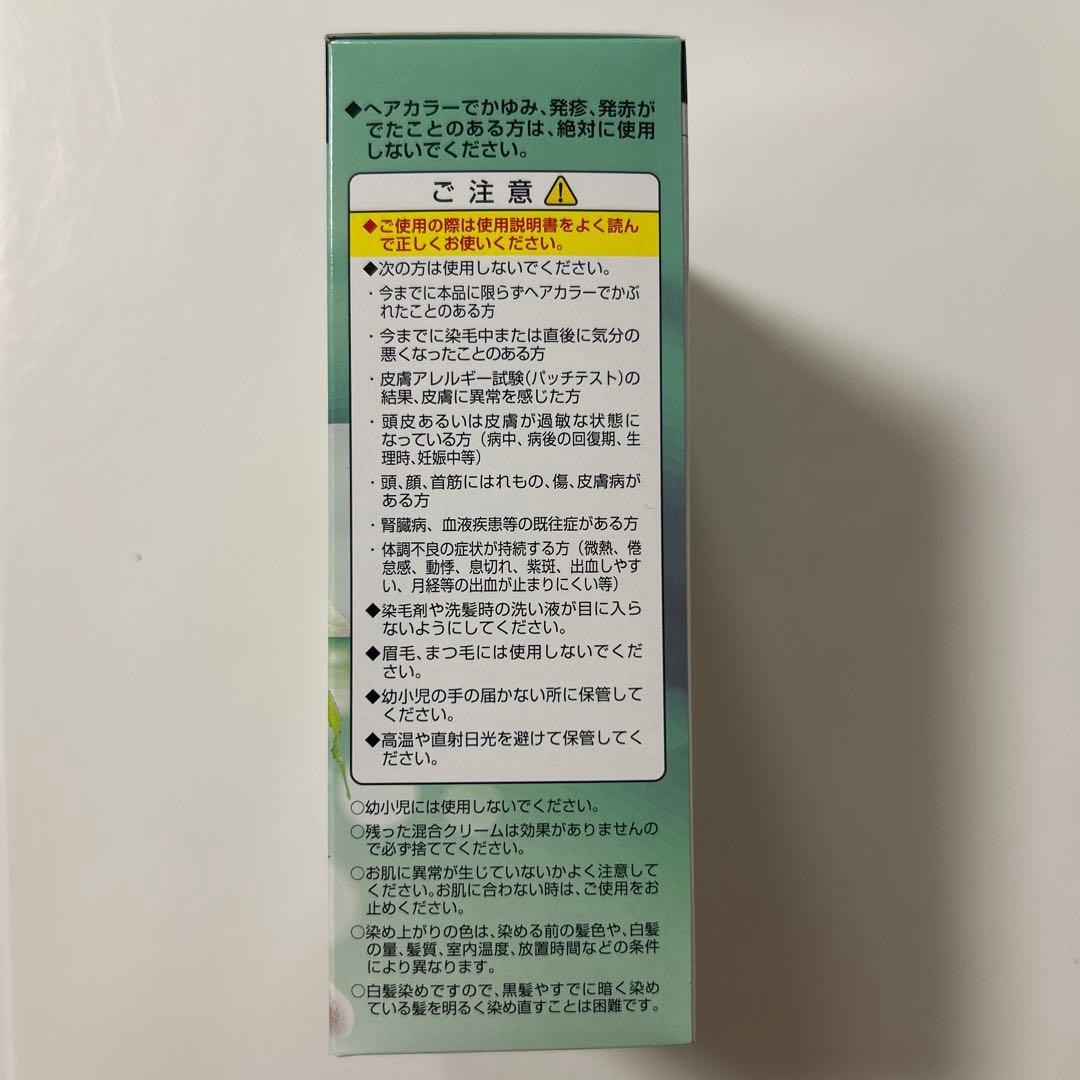 ◆ヘアカラーでかゆみ、発疹、発赤が
でたことのある方は、絶対に使用
しないでください。
ご注意
◆ご使用の際は使用説明書をよく読ん
で正しくお使いください。
◆次の方は使用しないでください。
・今までに本品に限らずヘアカラーでかぶ
れたことのある方
・今までに染毛中または直後に気分の
悪くなったことのある方
・皮膚アレルギー試験(パッチテスト)の
結果、皮膚に異常を感じた方
・頭皮あるいは皮膚が過敏な状態に
なっている方（病中、病後の回復期、生
理時、妊娠中等）
・頭、顔、首筋にはれもの、傷、皮膚病が
ある方
・腎臓病、血液疾患等の既往症がある方
・体調不良の症状が持続する方（微熱、倦
怠感、動悸、息切れ、紫斑、出血しやす
い、月経等の出血が止まりにくい等）
◆染毛剤や洗髪時の洗い液が目に入ら
ないようにしてください。
◆眉毛、まつ毛には使用しないでくだ
さい。
◆幼小児の手の届かない所に保管して
ください。
◆高温や直射日光を避けて保管してく
ださい。
○幼小児には使用しないでください。
○残った混合クリームは効果がありませんの
で必ず捨ててください。
○お肌に異常が生じていないかよく注意して
ください。お肌に合わない時は、ご使用をお
止めください。
○染め上がりの色は、染める前の髪色や、白髪
の量、髪質、室内温度、放置時間などの条件
により異なります。
○白髪染めですので、黒髪やすでに暗く染め
ている髪を明るく染め直すことは困難です。